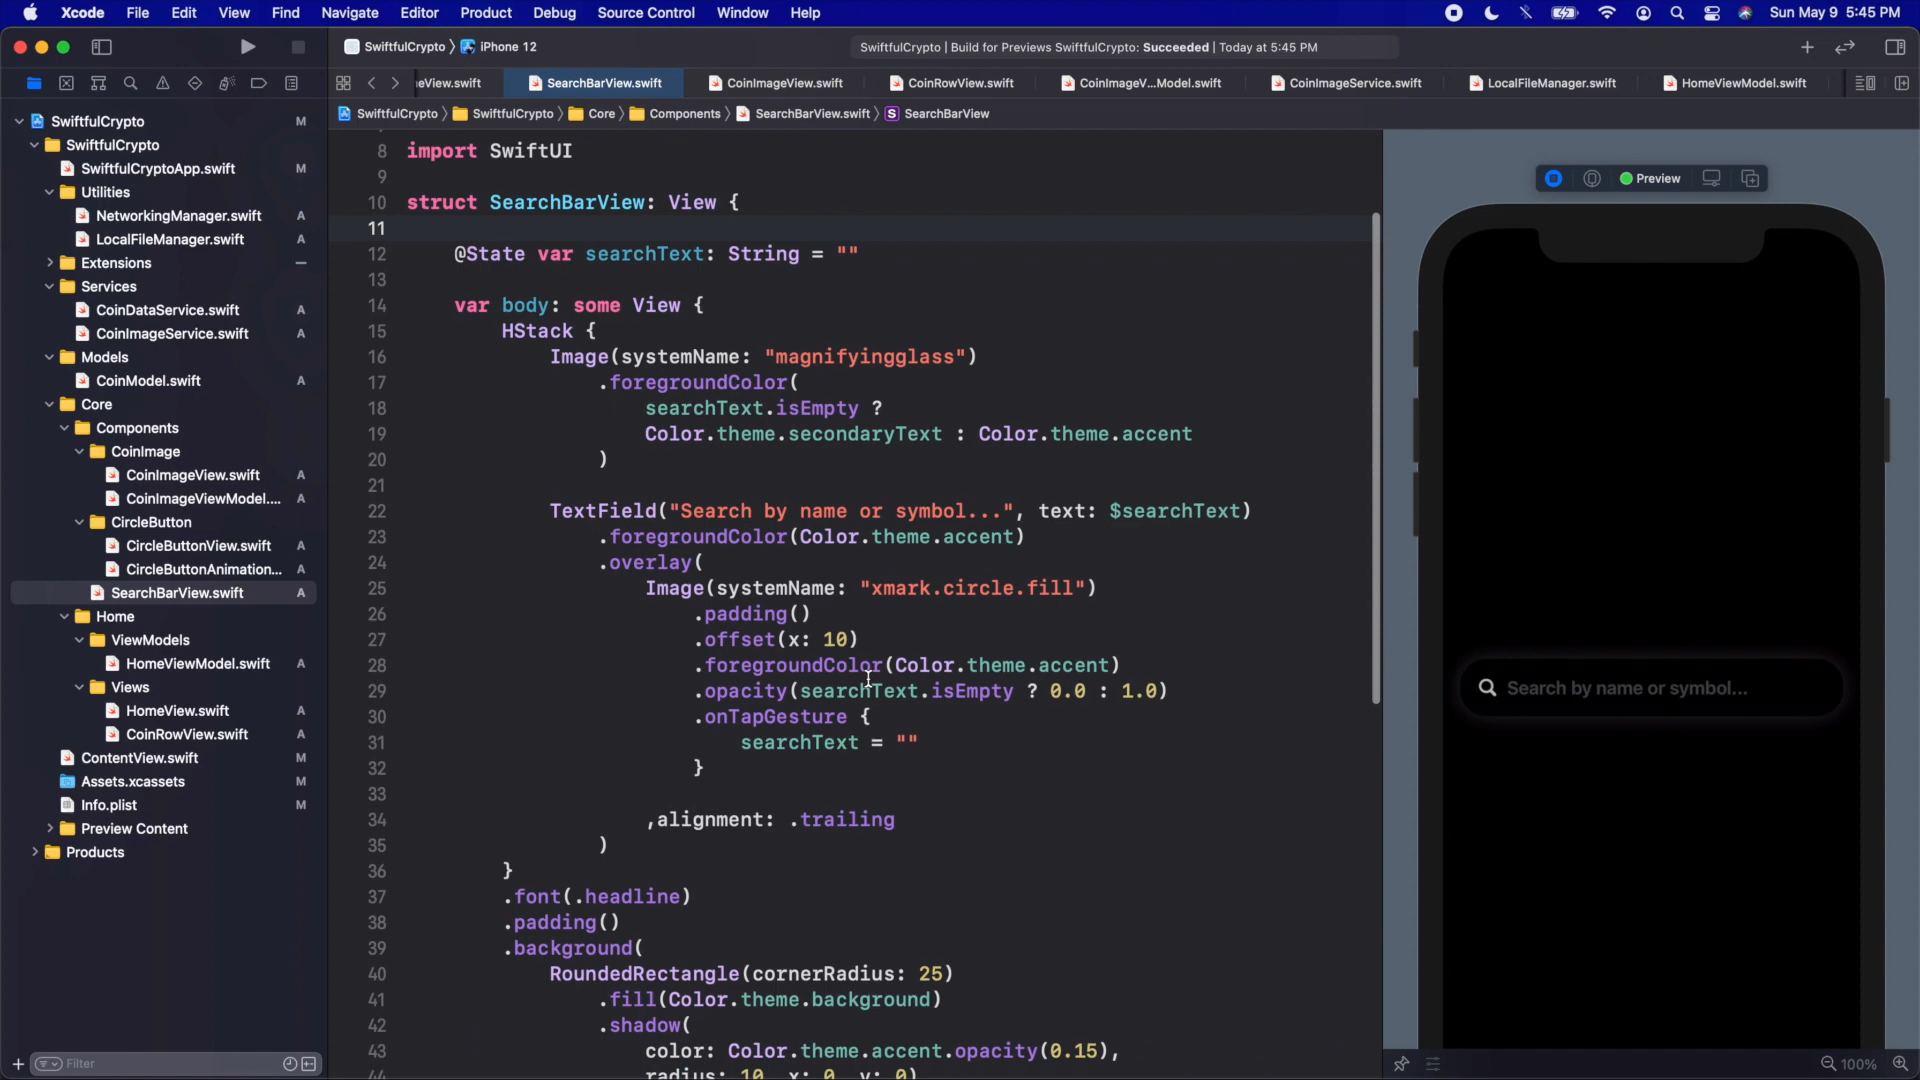 Xcode File Edit View Find Navigate Editor Product Debug Source Control Window Help
Sun May 9 5:45 PM
SwiftfulCrypto 〉 iPhone 12
SwiftfulCrypto | Build for Previews SwiftfulCrypto: Succeeded | Today at 5:45 PM
eView.swift SearchBarView.swift CoinImageView.swift CoinRowView.swift CoinImageV...Model.swift CoinImageService.swift LocalFileManager.swift HomeViewModel.swift
SwiftfulCrypto 〉 SwiftfulCrypto 〉 Core 〉 Components 〉 SearchBarView.swift 〉 S SearchBarView
SwiftfulCrypto M
SwiftfulCrypto
SwiftfulCryptoApp.swift M
Utilities
NetworkingManager.swift A
LocalFileManager.swift A
Extensions
Services
CoinDataService.swift A
CoinImageService.swift A
Models
CoinModel.swift A
Core
Components
CoinImage
CoinImageView.swift A
CoinImageViewModel.... A
CircleButton
CircleButtonView.swift A
CircleButtonAnimation... A
SearchBarView.swift A
Home
ViewModels
HomeViewModel.swift A
Views
HomeView.swift A
CoinRowView.swift A
ContentView.swift M
Assets.xcassets M
Info.plist M
Preview Content
Products
Filter
8 import SwiftUI
9
10 struct SearchBarView: View {
11
12 @State var searchText: String = ""
13
14 var body: some View {
15 HStack {
16 Image(systemName: "magnifyingglass")
17 .foregroundColor(
18 searchText.isEmpty ?
19 Color.theme.secondaryText : Color.theme.accent
20 )
21
22 TextField("Search by name or symbol...", text: $searchText)
23 .foregroundColor(Color.theme.accent)
24 .overlay(
25 Image(systemName: "xmark.circle.fill")
26 .padding()
27 .offset(x: 10)
28 .foregroundColor(Color.theme.accent)
29 .opacity(searchText.isEmpty ? 0.0 : 1.0)
30 .onTapGesture {
31 searchText = ""
32 }
33
34 ,alignment: .trailing
35 )
36 }
37 .font(.headline)
38 .padding()
39 .background(
40 RoundedRectangle(cornerRadius: 25)
41 .fill(Color.theme.background)
42 .shadow(
43 color: Color.theme.accent.opacity(0.15),
44 radius: 10, x: 0, y: 0)
Preview
Search by name or symbol...
100%